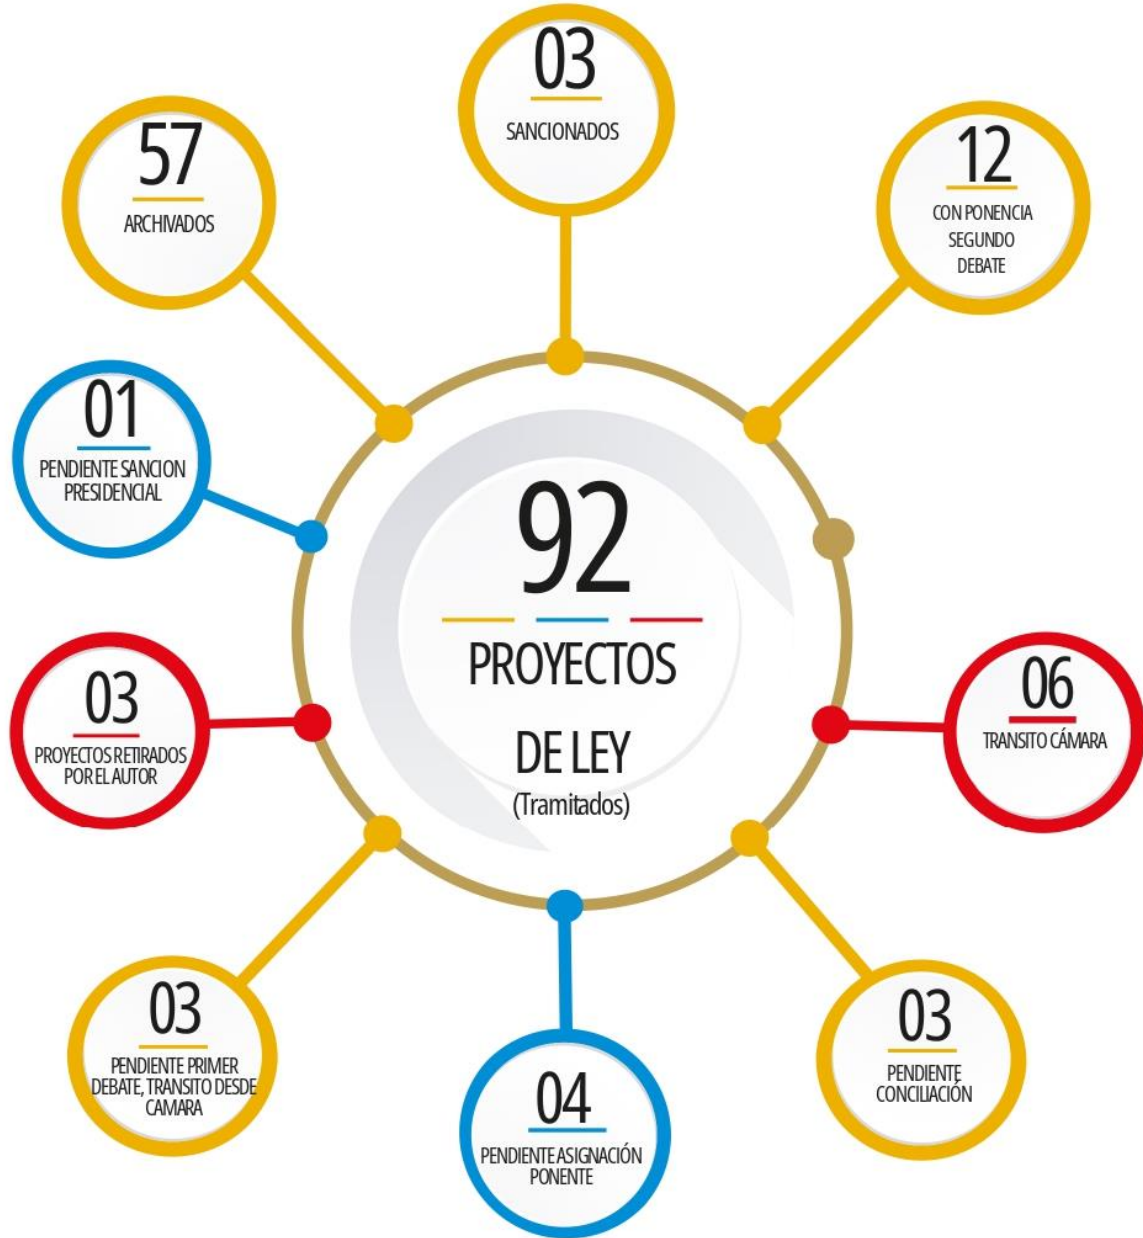 03
SANCIONADOS
57
ARCHIVADOS
12
CON PONENCIA
SEGUNDO
DEBATE
01
PENDIENTE SANCION
PRESIDENCIAL
92
PROYECTOS
DE LEY
(Tramitados)
03
PROYECTOS RETIRADOS
POR EL AUTOR
06
TRANSITO CÁMARA
03
PENDIENTE PRIMER
DEBATE, TRANSITO DESDE
CAMARA
04
PENDIENTE ASIGNACIÓN
PONENTE
03
PENDIENTE
CONCILIACIÓN